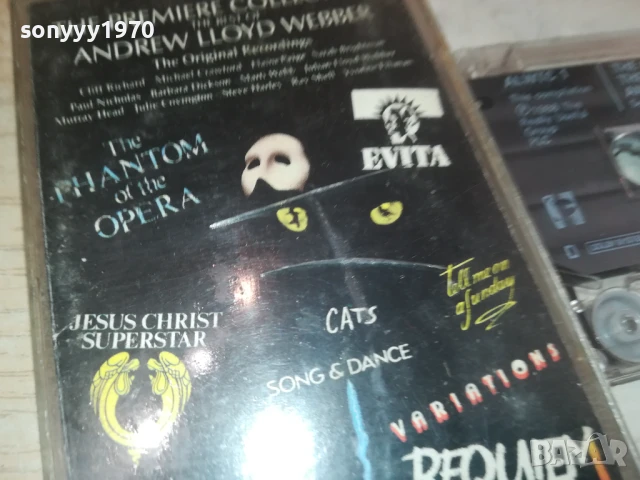 sonyyy1970
THE PREMIERE
THE BEST OF
ANDREW LLOYD WEBBER
The Original Recordings
Cliff Richard Michael Crawford Elaine Paige Sarah Brightman
Paul Nicholas Barbara Dickson Marti Webb Julian Lloyd Webber
Murray Head Julie Covington Steve Harley Ray Shell
The
PHANTOM
of the
OPERA
EVITA
tell me on
a sunday
JESUS CHRIST
SUPERSTAR
CATS
SONG & DANCE
VARIATIONS
REQUIEM
sonyyy1970
BAZAR